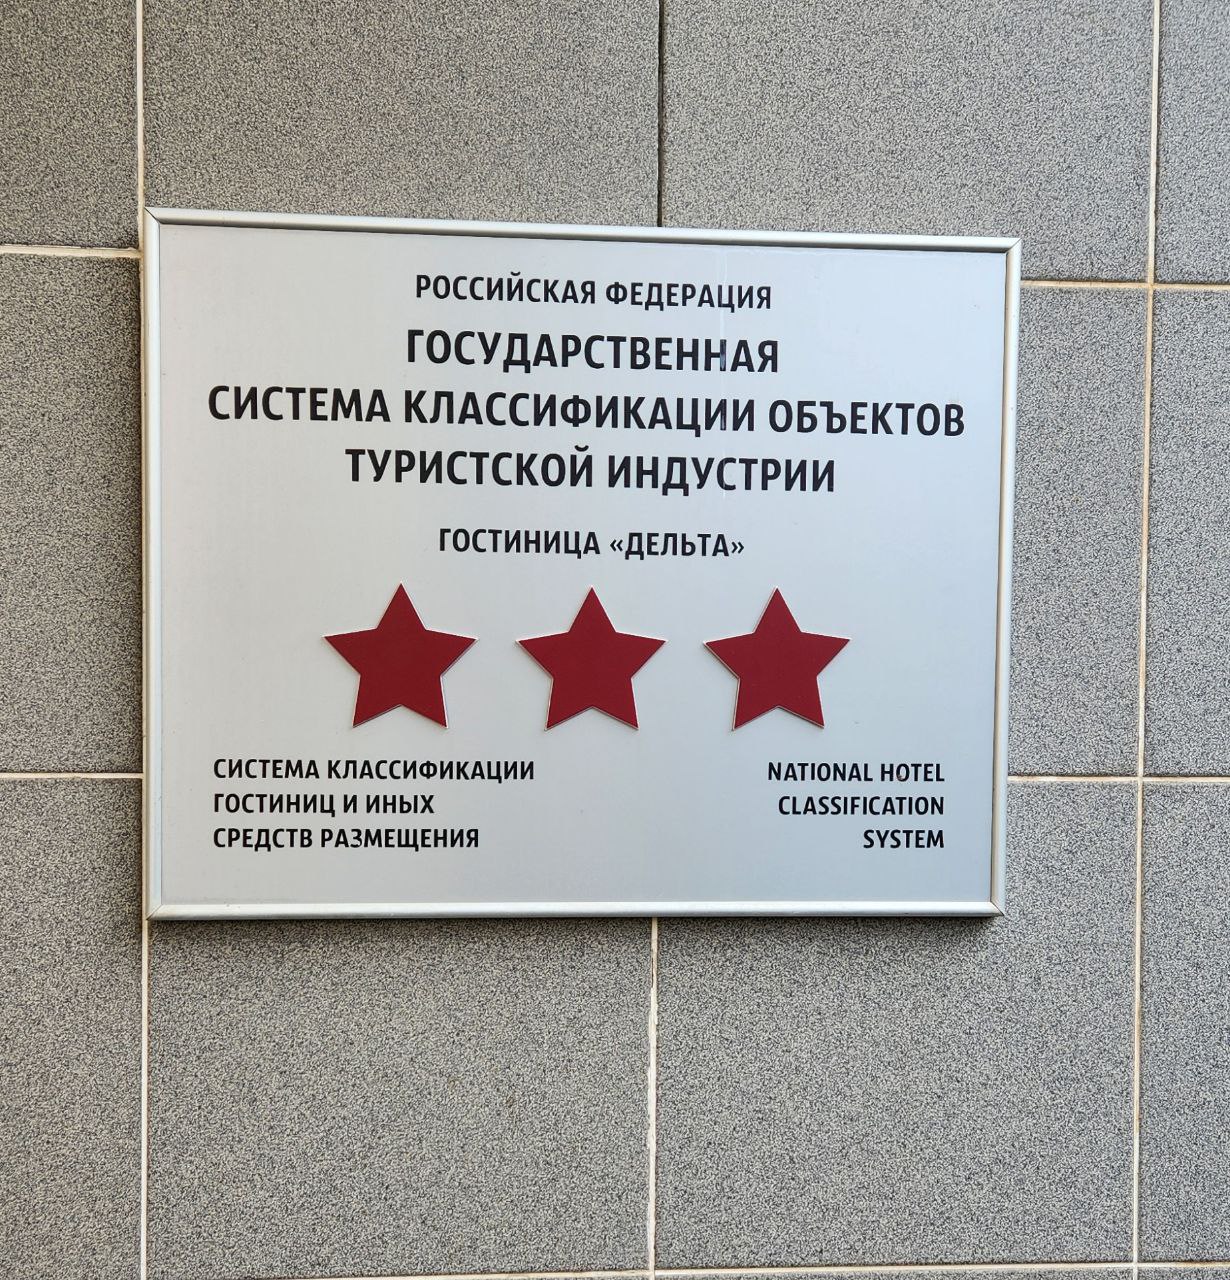 РОССИЙСКАЯ ФЕДЕРАЦИЯ
ГОСУДАРСТВЕННАЯ
СИСТЕМА КЛАССИФИКАЦИИ ОБЪЕКТОВ
ТУРИСТСКОЙ ИНДУСТРИИ
ГОСТИНИЦА «ДЕЛЬТА»
СИСТЕМА КЛАССИФИКАЦИИ
ГОСТИНИЦ И ИНЫХ
СРЕДСТВ РАЗМЕЩЕНИЯ
NATIONAL HOTEL
CLASSIFICATION
SYSTEM